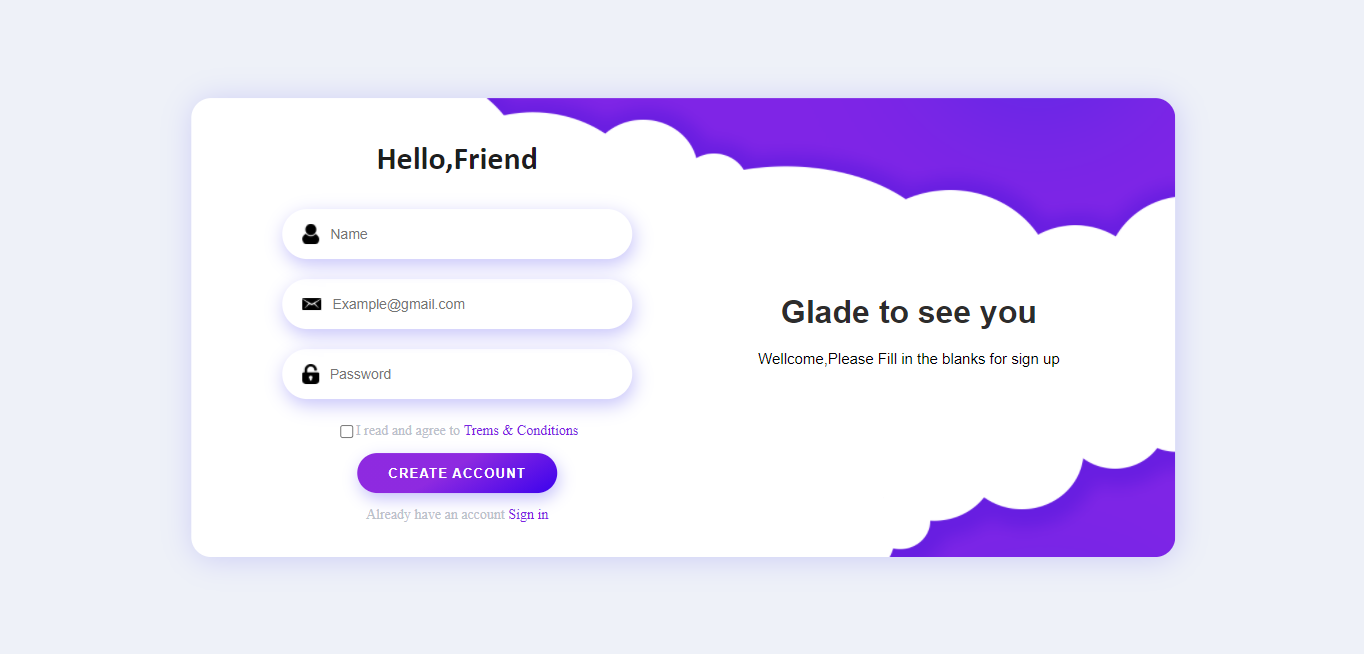 Hello,Friend
Name
Example@gmail.com
Password
I read and agree to Trems & Conditions
CREATE ACCOUNT
Already have an account Sign in
Glade to see you
Wellcome,Please Fill in the blanks for sign up